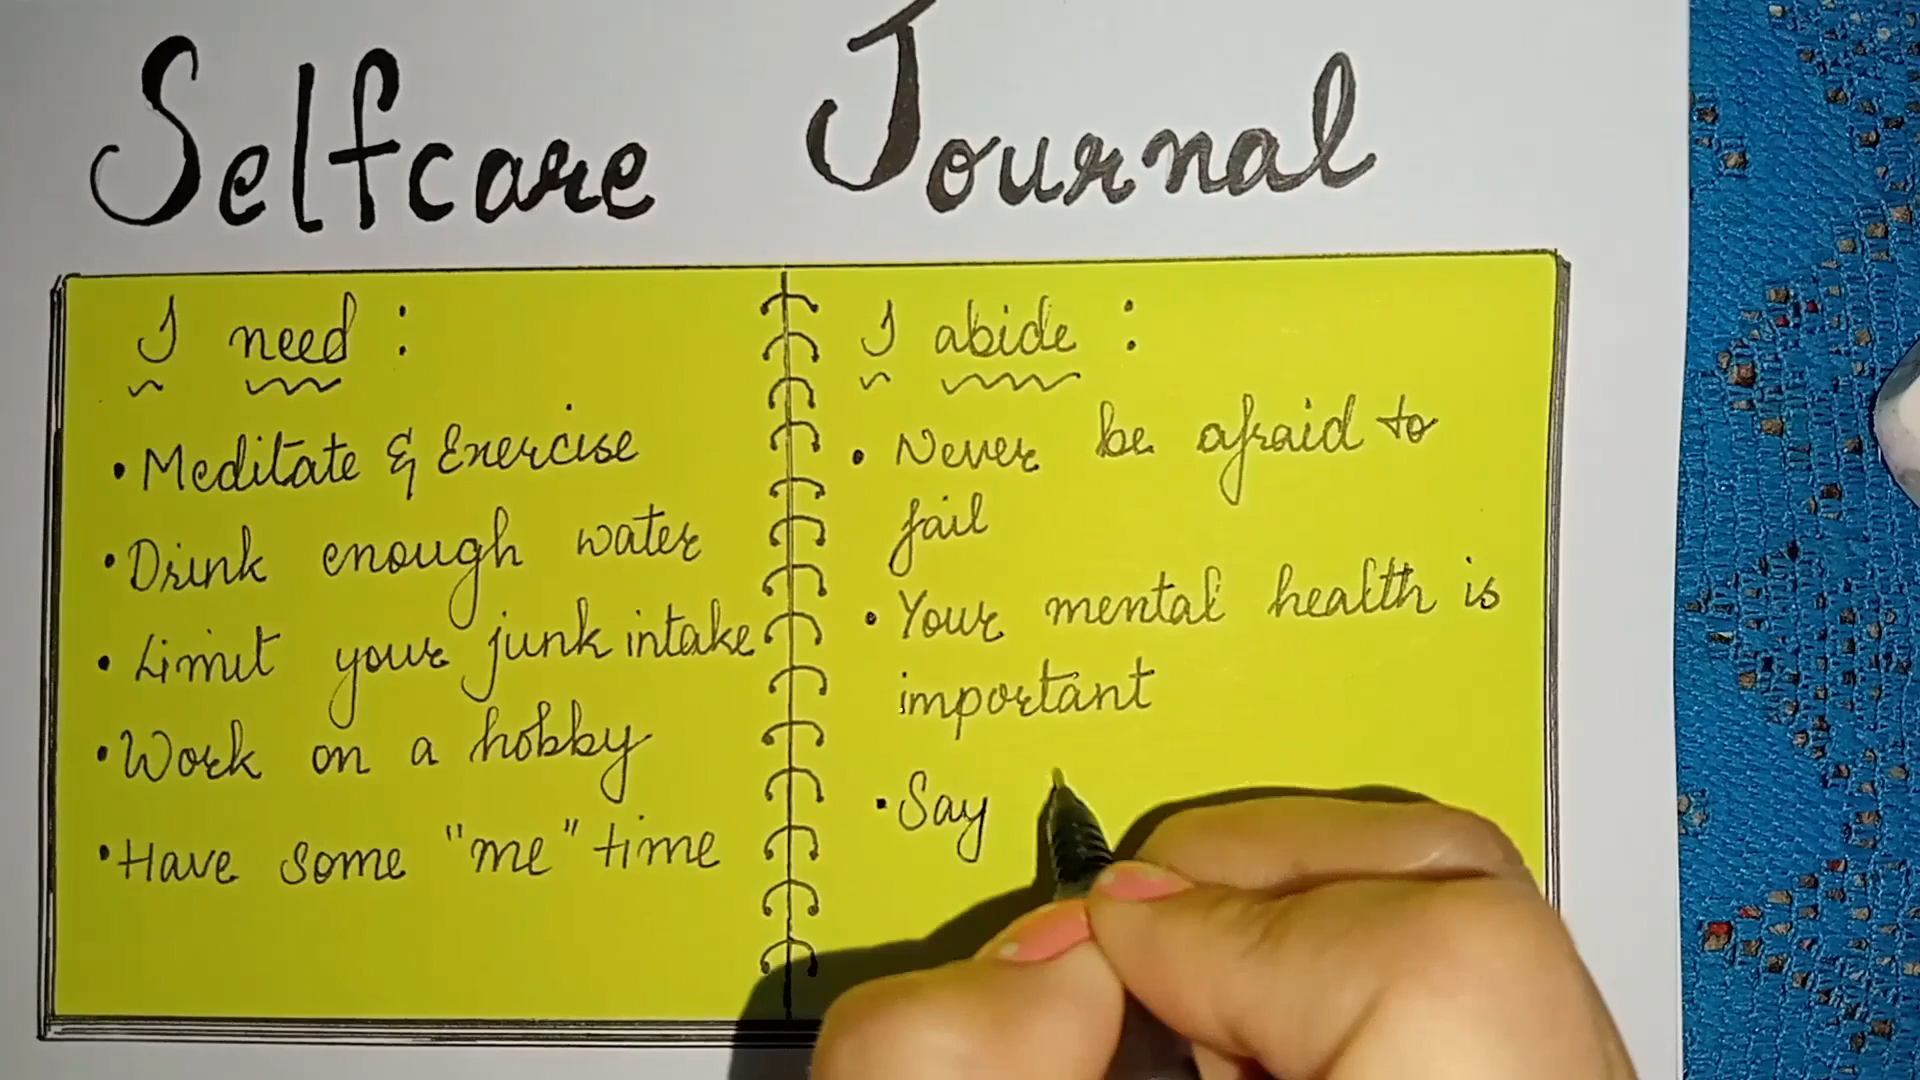 Selfcare Journal
I need :
• Meditate & Exercise
• Drink enough water
• Limit your junk intake
• Work on a hobby
• Have some "me" time
I abide :
• Never be afraid to
fail
• Your mental health is
important
• Say